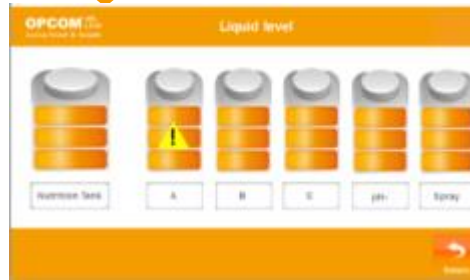 OPCOM
Liquid level
Nutrition Tank
A
B
pH-
Spray